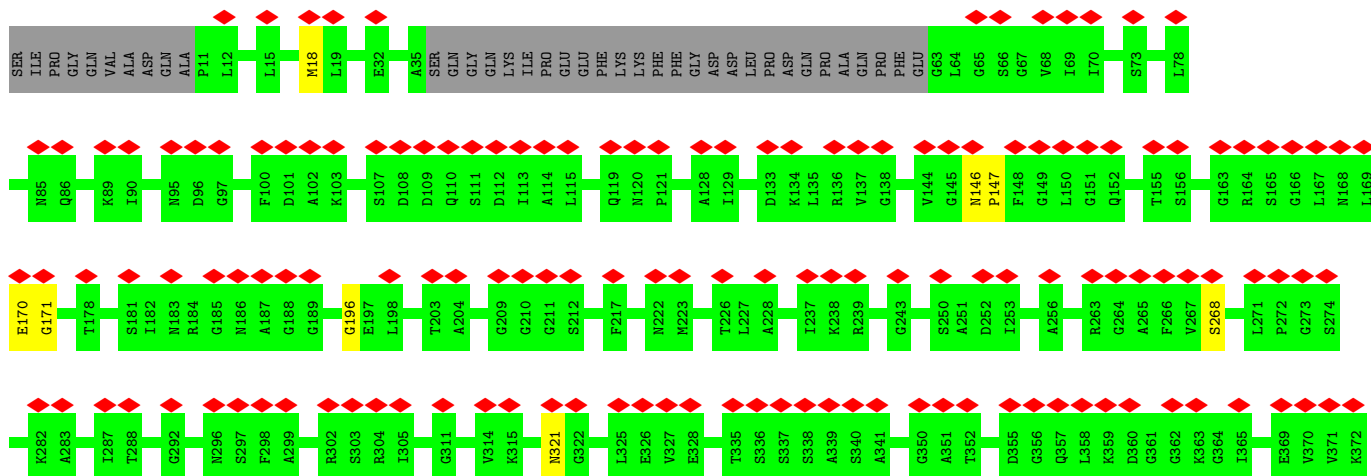 SER ILE PRO GLY GLN VAL ALA ASP GLN ALA P11 L12 L15 M18 L19 E32 A35 SER GLN GLY GLN LYS ILE PRO GLU GLU PHE LYS LYS PHE PHE GLY ASP ASP LEU PRO ASP GLN PRO ALA GLN PRO PHE GLU G63 L64 G65 S66 G67 V68 I69 I70 S73 L78
N85 Q86 K89 I90 N95 D96 G97 F100 D101 A102 K103 S107 D108 D109 Q110 S111 D112 I113 A114 L115 Q119 N120 P121 A128 I129 D133 K134 L135 R136 V137 G138 V144 G145 N146 P147 F148 G149 L150 G151 Q152 T155 S156 G163 R164 S165 G166 L167 N168 L169
E170 G171 T178 S181 I182 N183 R184 G185 N186 A187 G188 G189 G196 E197 L198 T203 A204 G209 G210 G211 S212 F217 N222 M223 T226 L227 A228 I237 K238 R239 G243 S250 A251 D252 I253 A256 R263 G264 A265 F266 V267 S268 L271 P272 G273 S274
K282 A283 I287 T288 G292 N296 S297 F298 A299 R302 S303 R304 I305 G311 V314 K315 N321 G322 L325 E326 V327 E328 T335 S336 S337 S338 A339 S340 A341 G350 A351 T352 D355 G356 Q357 L358 K359 D360 G361 G362 K363 G364 I365 E369 V370 V371 K372